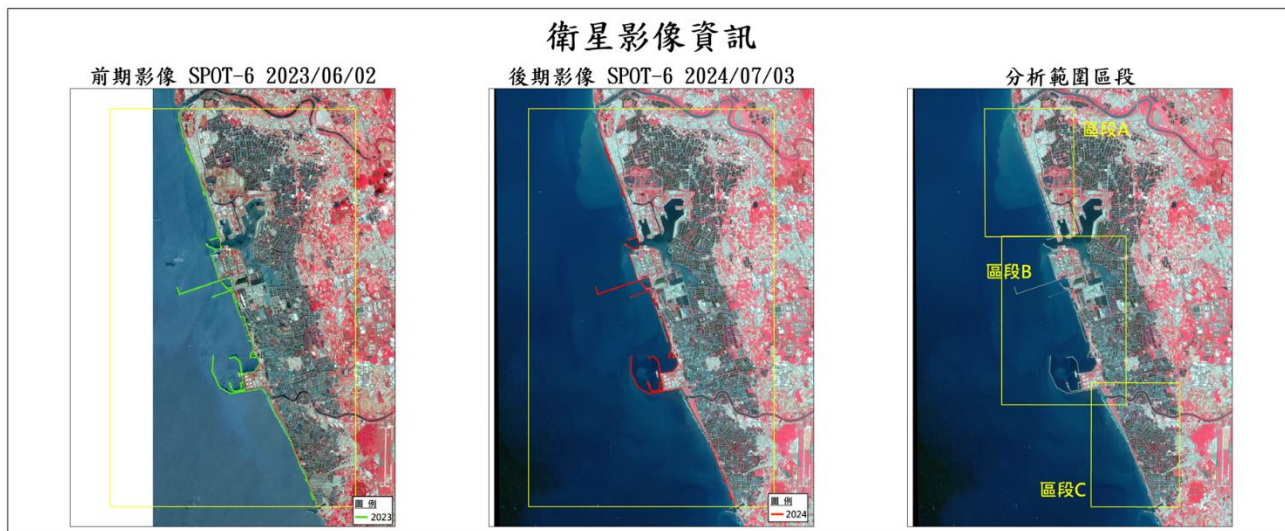 衛星影像資訊
前期影像 SPOT-6 2023/06/02
後期影像 SPOT-6 2024/07/03
分析範圍區段
區段A
區段B
區段C
圖 例
2023
圖 例
2024